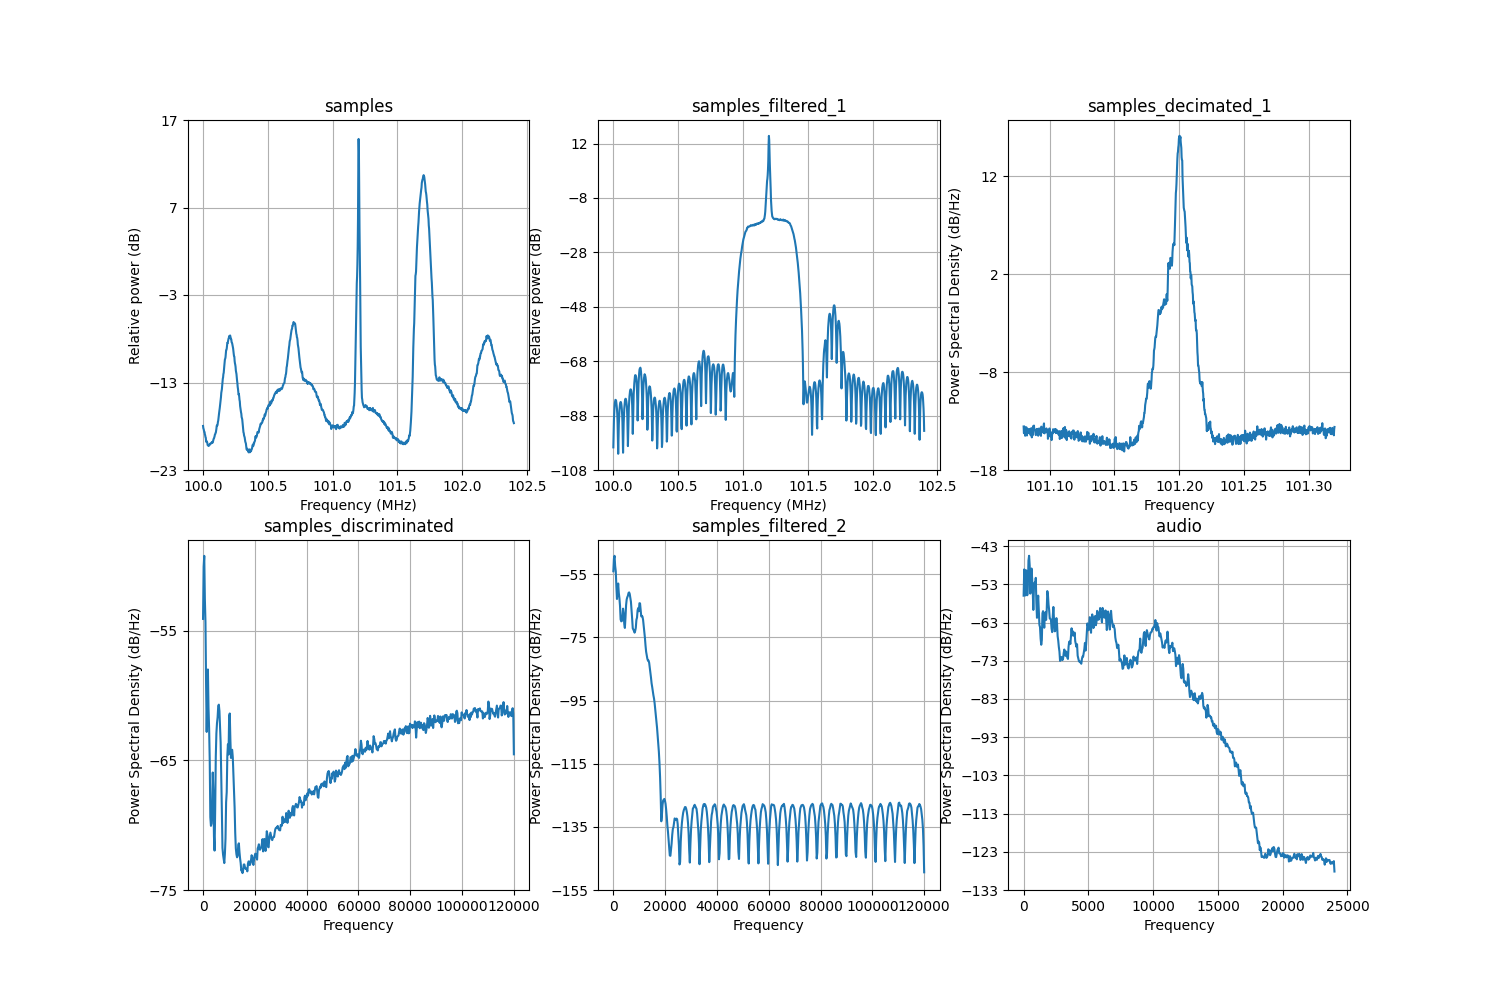 samples
samples_filtered_1
samples_decimated_1
17
7
−3
−13
−23
Relative power (dB)
100.0 100.5 101.0 101.5 102.0 102.5
Frequency (MHz)
12
−8
−28
−48
−68
−88
−108
Relative power (dB)
100.0 100.5 101.0 101.5 102.0 102.5
Frequency (MHz)
12
2
−8
−18
Power Spectral Density (dB/Hz)
101.10 101.15 101.20 101.25 101.30
Frequency
samples_discriminated
samples_filtered_2
audio
−55
−65
−75
Power Spectral Density (dB/Hz)
0 20000 40000 60000 80000 100000 120000
Frequency
−55
−75
−95
−115
−135
−155
Power Spectral Density (dB/Hz)
0 20000 40000 60000 80000 100000 120000
Frequency
−43
−53
−63
−73
−83
−93
−103
−113
−123
−133
Power Spectral Density (dB/Hz)
0 5000 10000 15000 20000 25000
Frequency